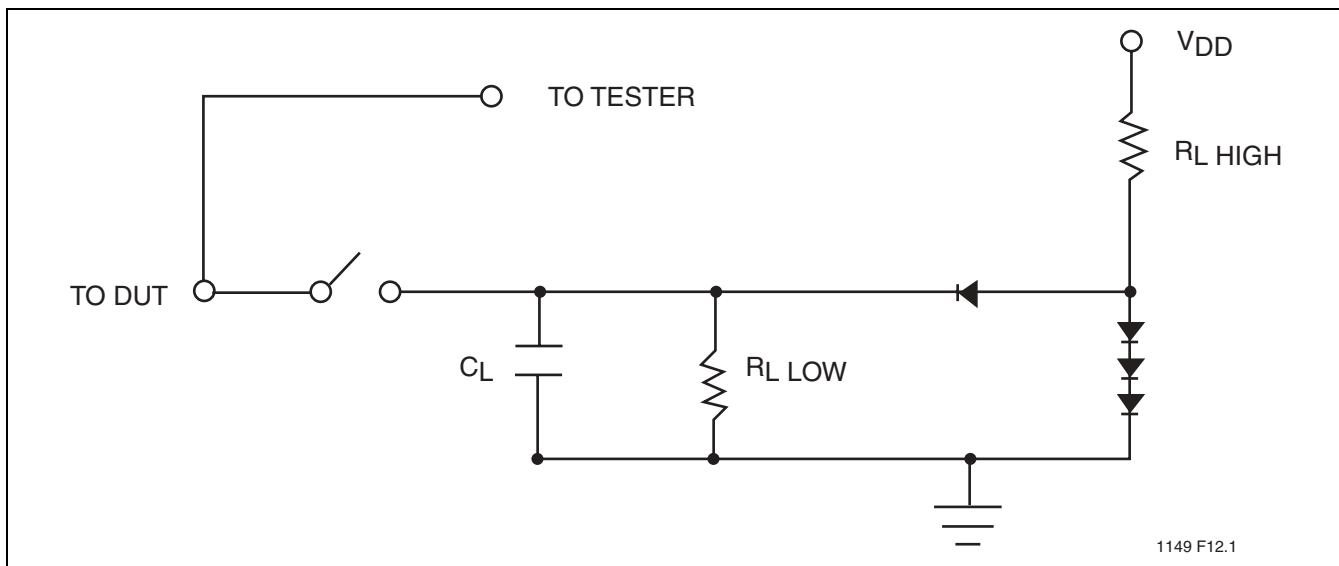 VDD
TO TESTER
RL HIGH
TO DUT
CL
RL LOW
1149 F12.1